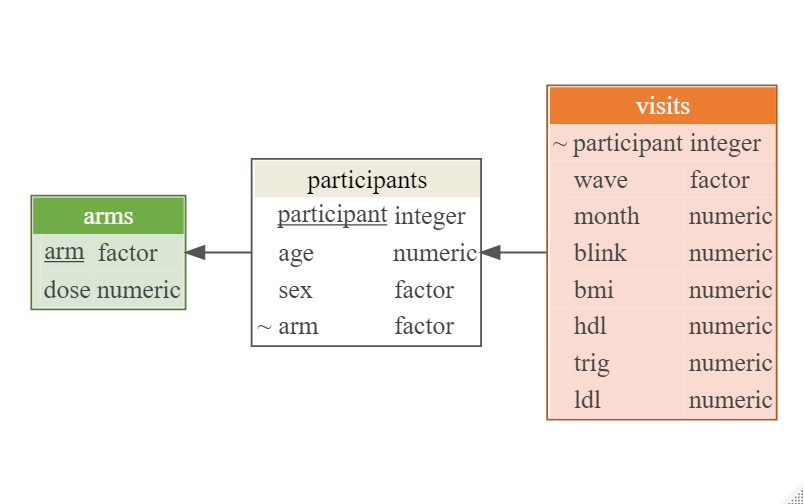 arms
arm factor
dose numeric
participants
participant integer
age numeric
sex factor
~ arm factor
visits
~ participant integer
wave factor
month numeric
blink numeric
bmi numeric
hdl numeric
trig numeric
ldl numeric